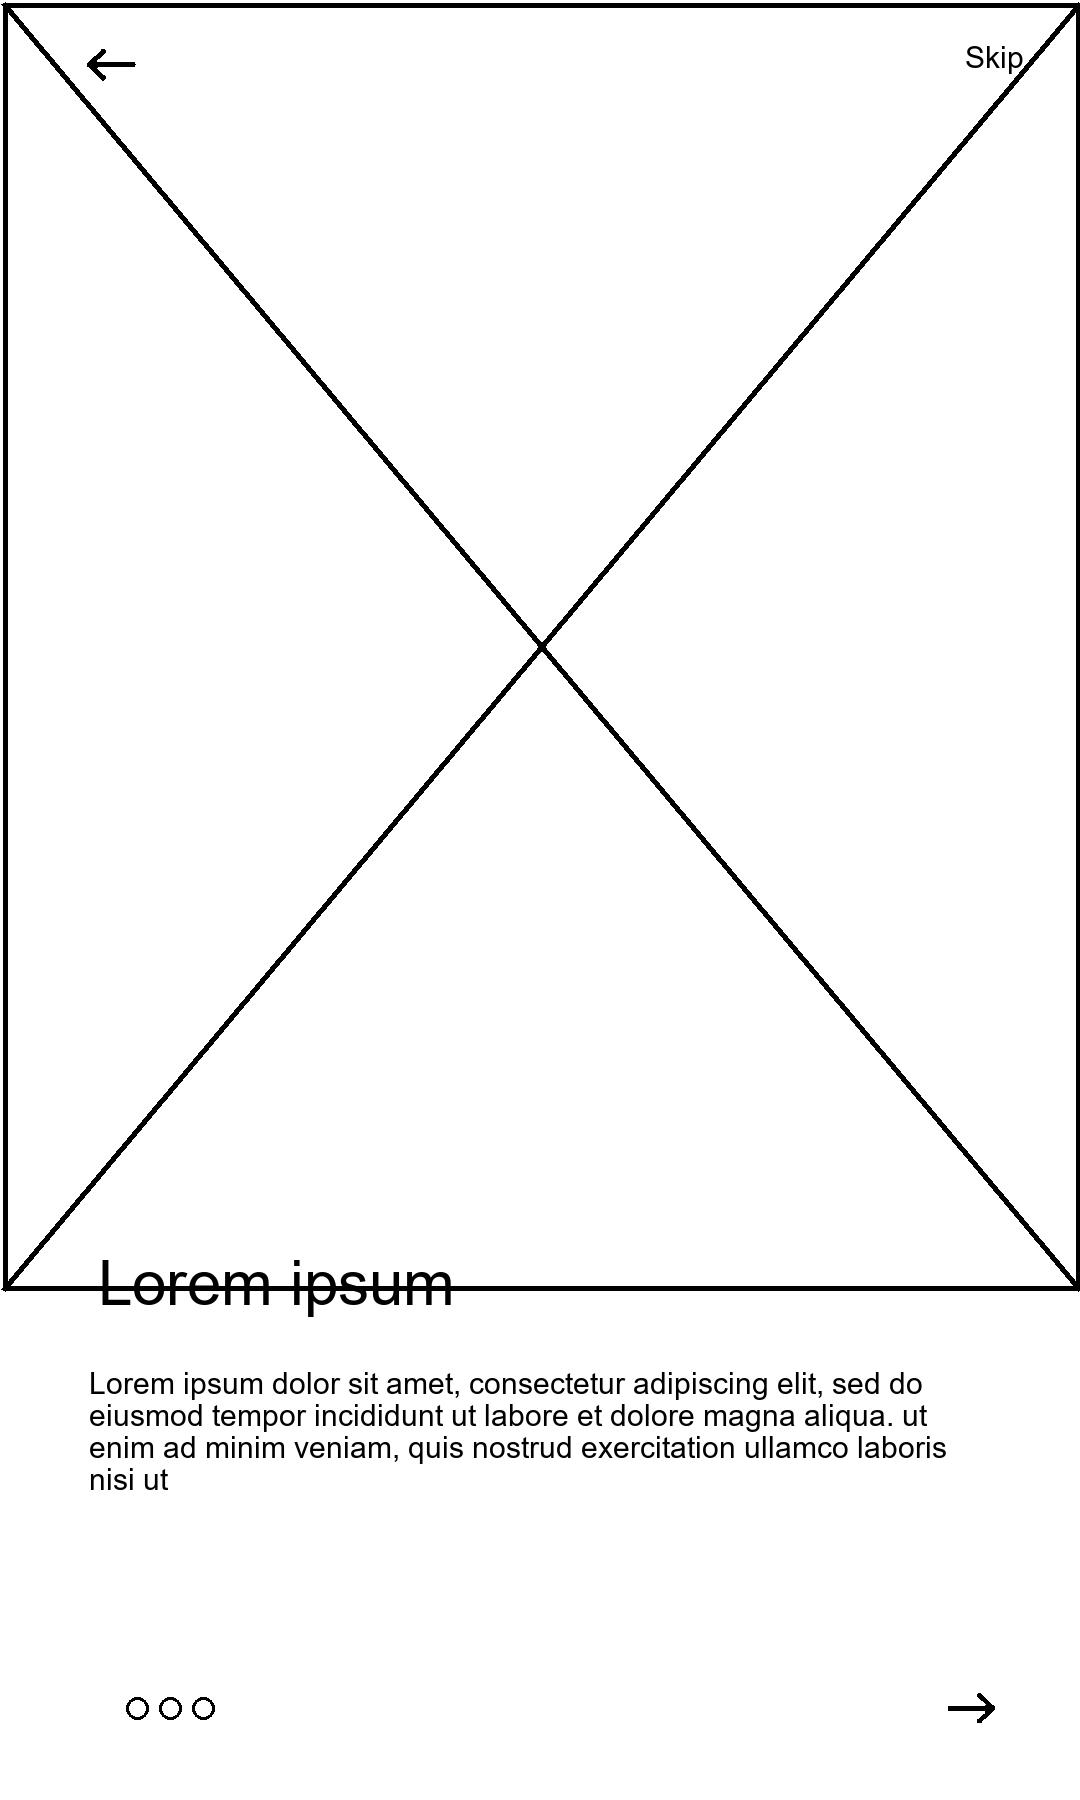 Skip
Lorem ipsum
Lorem ipsum dolor sit amet, consectetur adipiscing elit, sed do
eiusmod tempor incididunt ut labore et dolore magna aliqua. ut
enim ad minim veniam, quis nostrud exercitation ullamco laboris
nisi ut